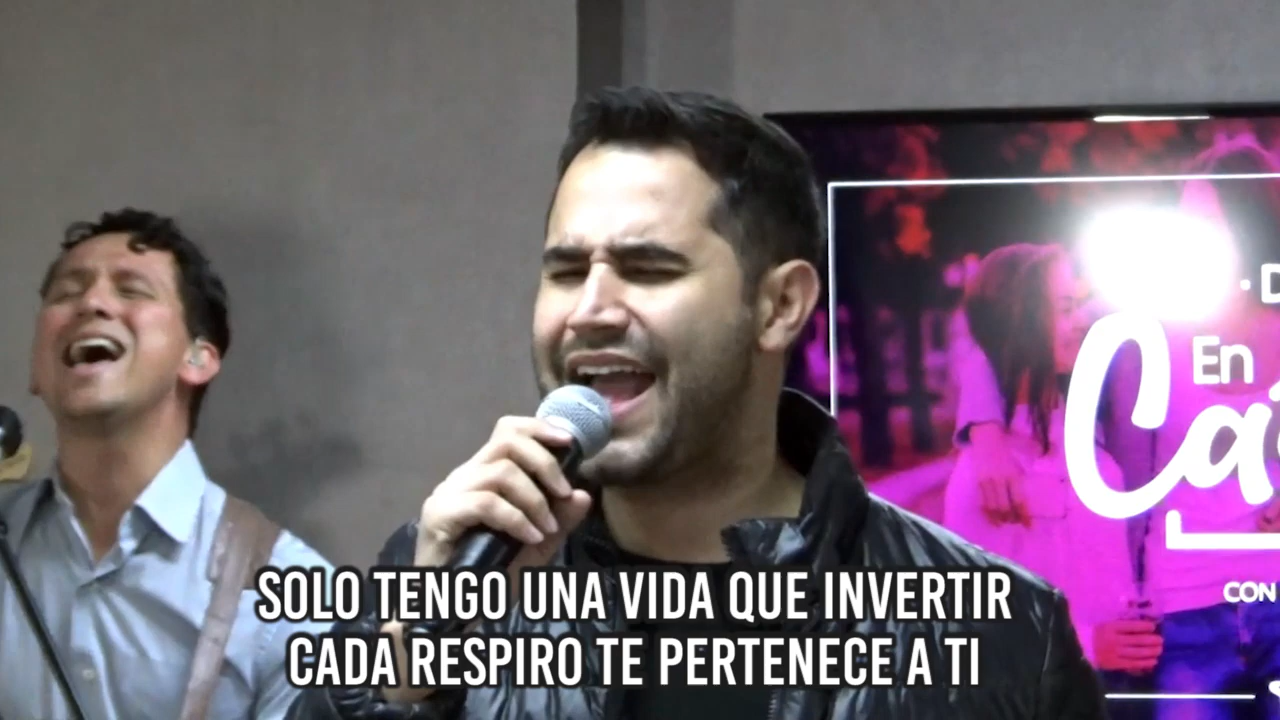 En
CON
SOLO TENGO UNA VIDA QUE INVERTIR
CADA RESPIRO TE PERTENECE A TI